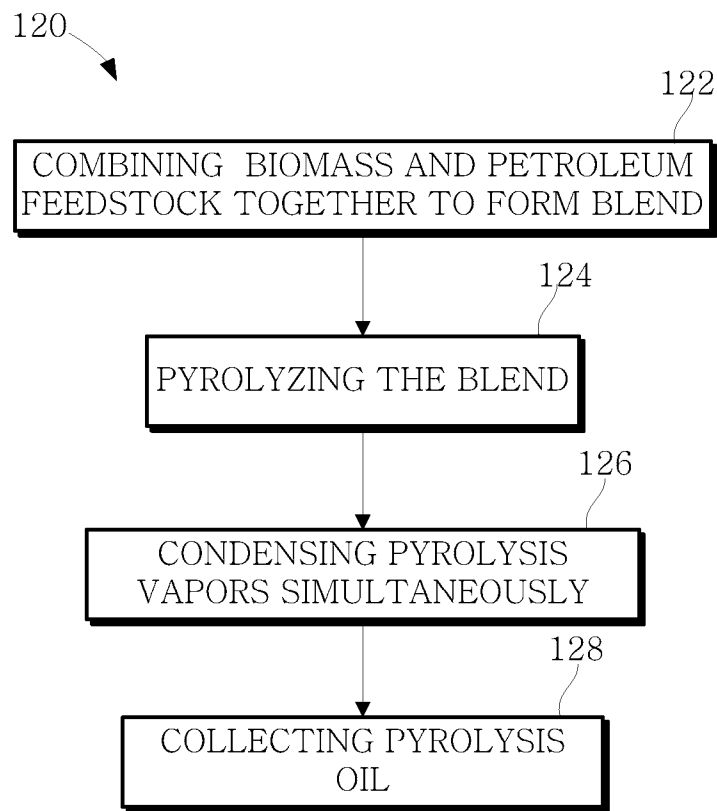 120
122
COMBINING BIOMASS AND PETROLEUM
FEEDSTOCK TOGETHER TO FORM BLEND
124
PYROLYZING THE BLEND
126
CONDENSING PYROLYSIS
VAPORS SIMULTANEOUSLY
128
COLLECTING PYROLYSIS
OIL